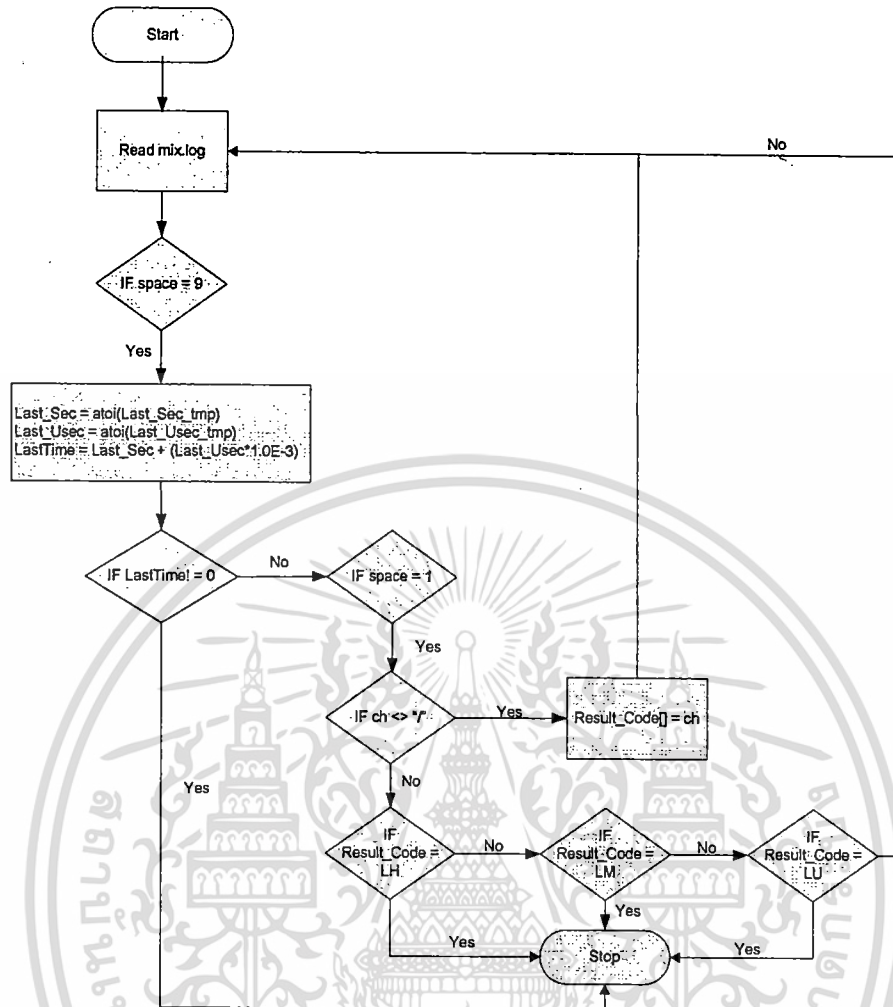 Start
Read mix.log
No
IF space = 9
Yes
Last_Sec = atoi(Last_Sec_tmp)
Last_Usec = atoi(Last_Usec_tmp)
LastTime = Last_Sec + (Last_Usec*1.0E-3)
IF LastTime! = 0
No
IF space = 1
Yes
IF ch <> "/"
Yes
Result_Code[] = ch
No
Yes
IF
Result_Code =
LH
No
IF
Result_Code =
LM
No
IF
Result_Code =
LU
Yes
Yes
Yes
Stop